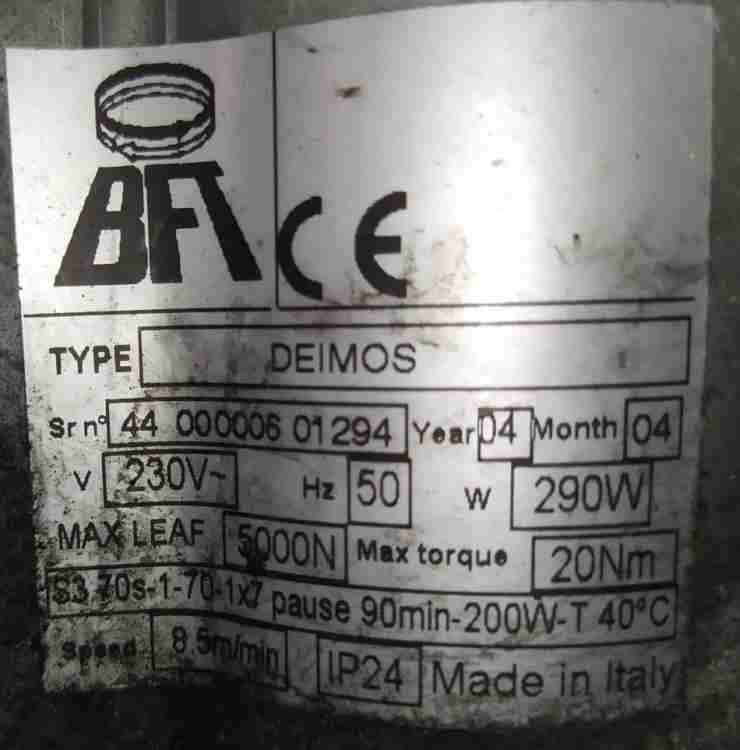 BFT CE
TYPE DEIMOS
Sr n° 44 000006 01294 Year 04 Month 04
V 230V~ Hz 50 W 290W
MAX LEAF 5000N Max torque 20Nm
S3 70s-1-70-1x7 pause 90min-200W-T 40°C
Speed 8.5m/min IP24 Made in Italy